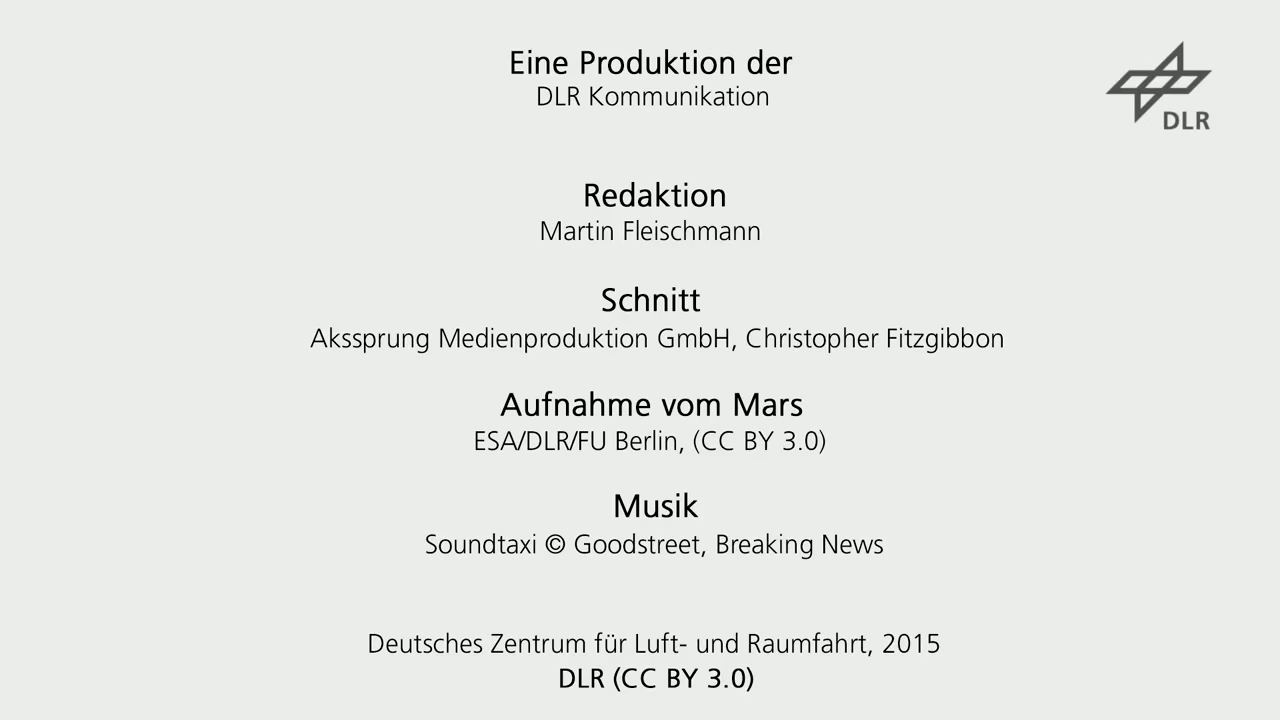 Eine Produktion der
DLR Kommunikation
DLR
Redaktion
Martin Fleischmann
Schnitt
Akssprung Medienproduktion GmbH, Christopher Fitzgibbon
Aufnahme vom Mars
ESA/DLR/FU Berlin, (CC BY 3.0)
Musik
Soundtaxi © Goodstreet, Breaking News
Deutsches Zentrum für Luft- und Raumfahrt, 2015
DLR (CC BY 3.0)